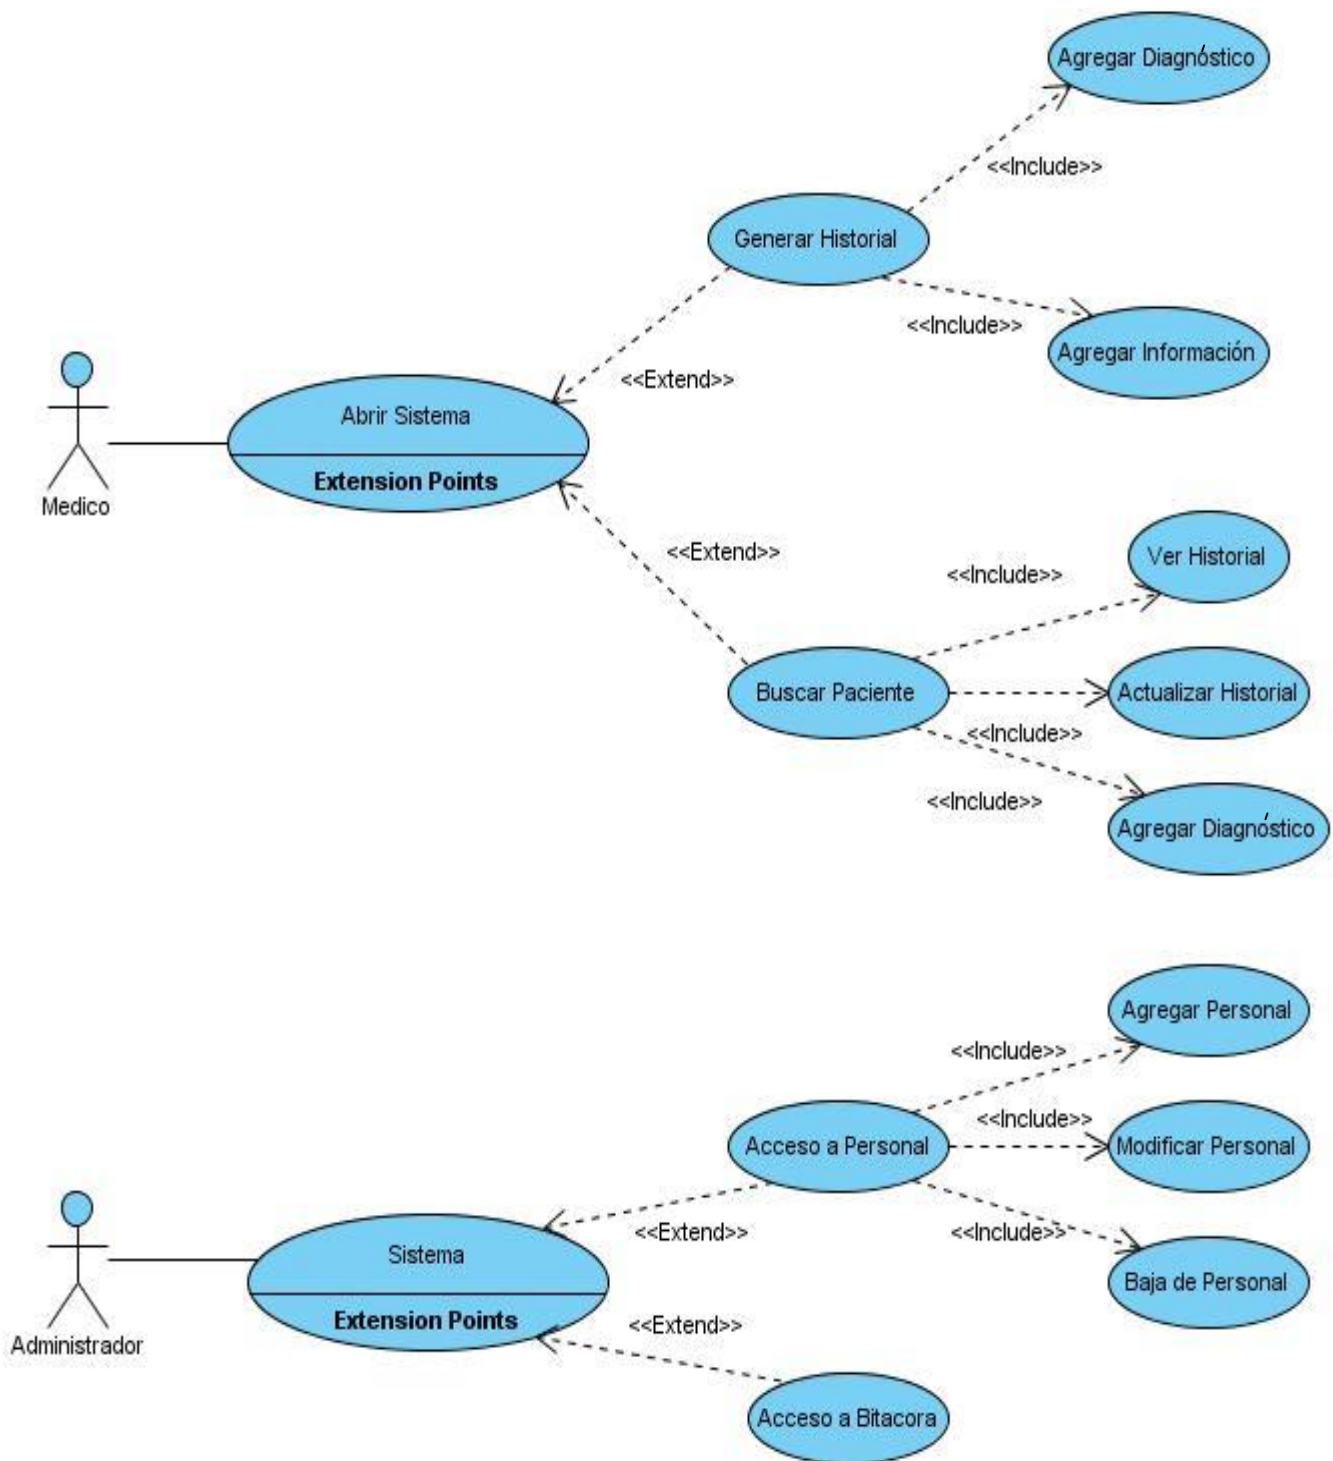 Agregar Diagnóstico
<<Include>>
Generar Historial
<<Include>>
Agregar Información
<<Extend>>
Abrir Sistema
Extension Points
Medico
<<Extend>>
Ver Historial
<<Include>>
Buscar Paciente
Actualizar Historial
<<Include>>
<<Include>>
Agregar Diagnóstico
Agregar Personal
<<Include>>
<<Include>>
Acceso a Personal
Modificar Personal
<<Extend>>
<<Include>>
Sistema
Extension Points
Baja de Personal
<<Extend>>
Administrador
Acceso a Bitacora